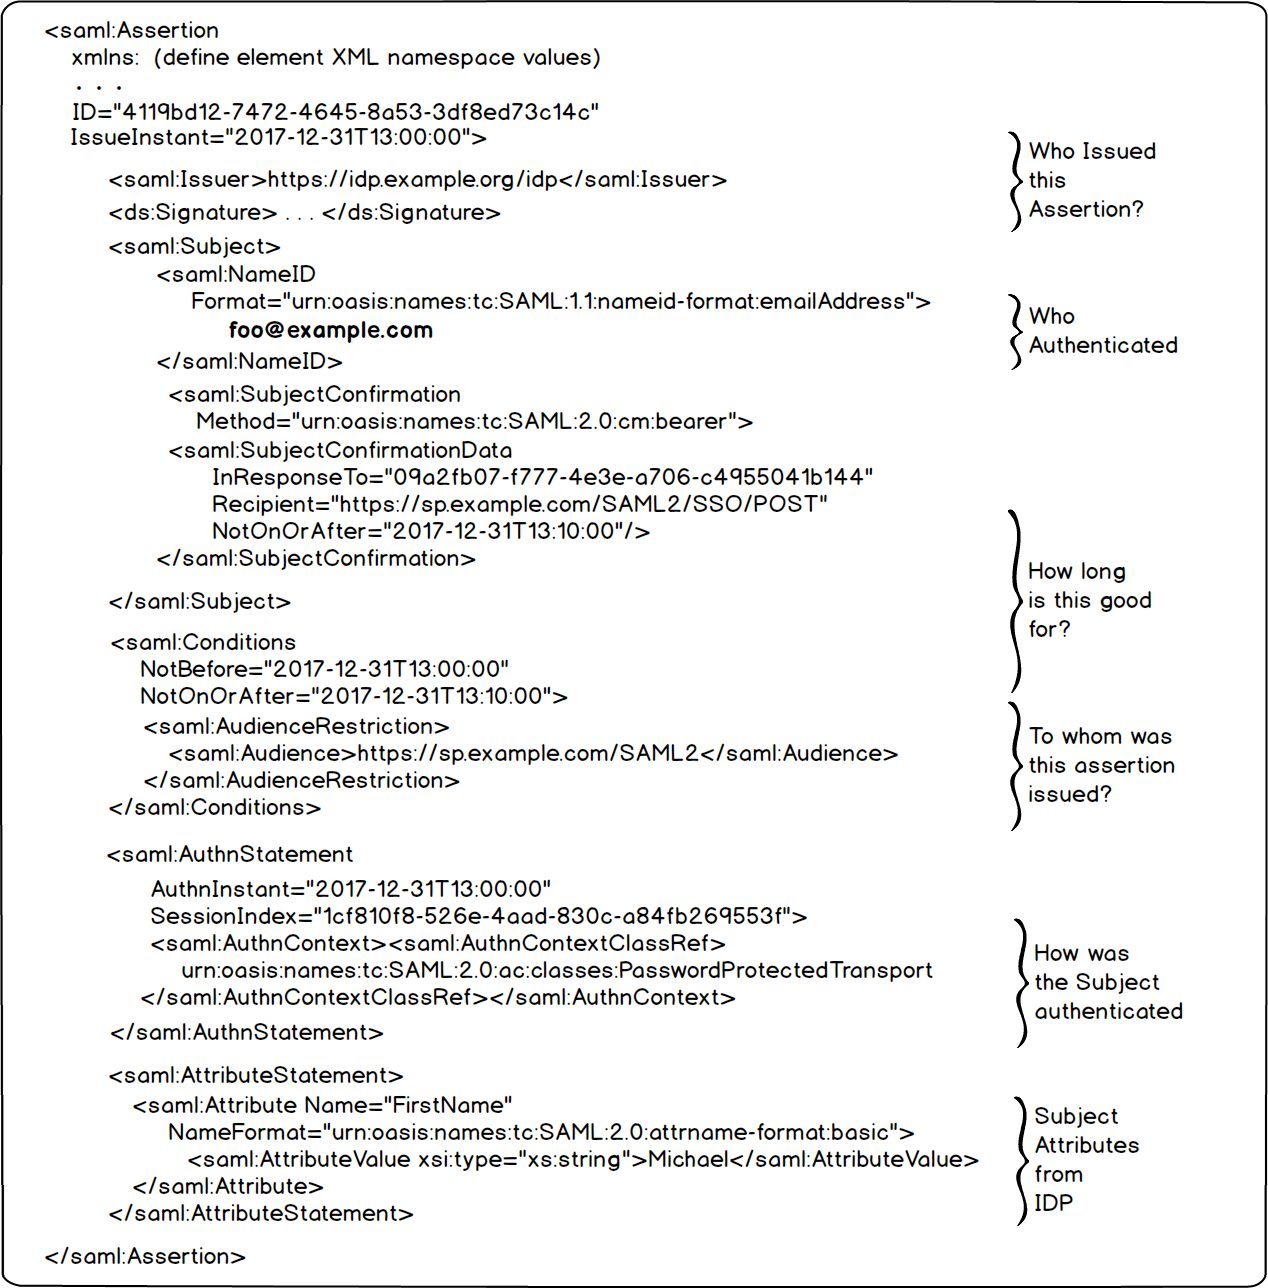 <saml:Assertion
xmlns:  (define element XML namespace values)
. . .
ID="4119bd12-7472-4645-8a53-3df8ed73c14c"
IssueInstant="2017-12-31T13:00:00">
<saml:Issuer>https://idp.example.org/idp</saml:Issuer>
<ds:Signature> . . . </ds:Signature>
Who Issued
this
Assertion?
<saml:Subject>
<saml:NameID
Format="urn:oasis:names:tc:SAML:1.1:nameid-format:emailAddress">
foo@example.com
</saml:NameID>
Who
Authenticated
<saml:SubjectConfirmation
Method="urn:oasis:names:tc:SAML:2.0:cm:bearer">
<saml:SubjectConfirmationData
InResponseTo="09a2fb07-f777-4e3e-a706-c4955041b144"
Recipient="https://sp.example.com/SAML2/SSO/POST"
NotOnOrAfter="2017-12-31T13:10:00"/>
</saml:SubjectConfirmation>
</saml:Subject>
<saml:Conditions
NotBefore="2017-12-31T13:00:00"
NotOnOrAfter="2017-12-31T13:10:00">
How long
is this good
for?
<saml:AudienceRestriction>
<saml:Audience>https://sp.example.com/SAML2</saml:Audience>
</saml:AudienceRestriction>
</saml:Conditions>
To whom was
this assertion
issued?
<saml:AuthnStatement
AuthnInstant="2017-12-31T13:00:00"
SessionIndex="1cf810f8-526e-4aad-830c-a84fb269553f">
<saml:AuthnContext><saml:AuthnContextClassRef>
urn:oasis:names:tc:SAML:2.0:ac:classes:PasswordProtectedTransport
</saml:AuthnContextClassRef></saml:AuthnContext>
</saml:AuthnStatement>
How was
the Subject
authenticated
<saml:AttributeStatement>
<saml:Attribute Name="FirstName"
NameFormat="urn:oasis:names:tc:SAML:2.0:attrname-format:basic">
<saml:AttributeValue xsi:type="xs:string">Michael</saml:AttributeValue>
</saml:Attribute>
</saml:AttributeStatement>
Subject
Attributes
from
IDP
</saml:Assertion>